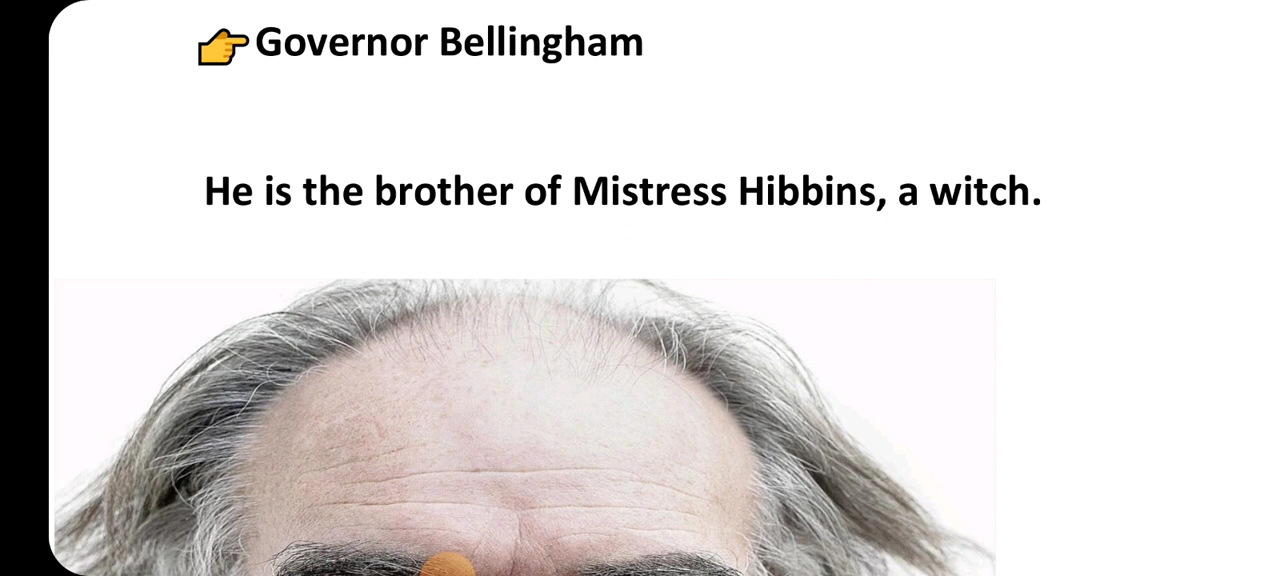 👉Governor Bellingham
He is the brother of Mistress Hibbins, a witch.